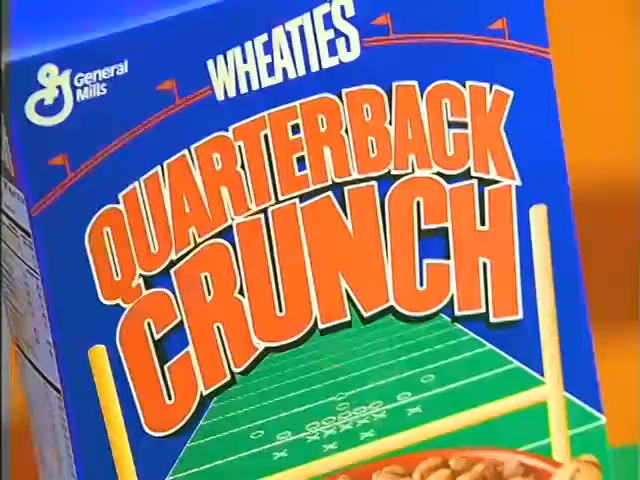 General
Mills
WHEATIES
QUARTERBACK
CRUNCH